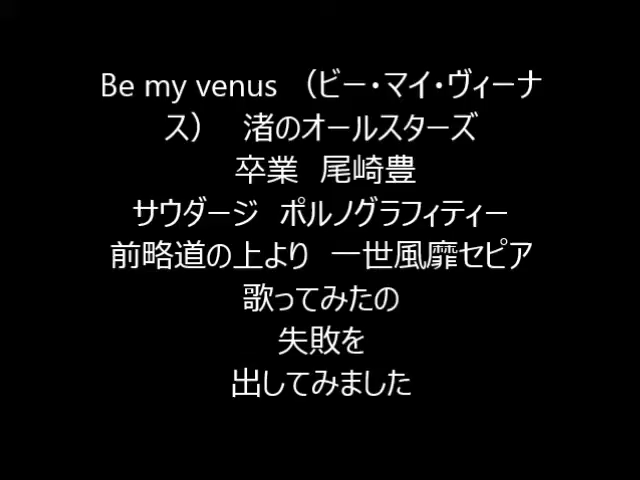 Be my venus　（ビー・マイ・ヴィーナ
ス）　渚のオールスターズ
卒業　尾崎豊
サウダージ　ポルノグラフィティー
前略道の上より　一世風靡セピア
歌ってみたの
失敗を
出してみました